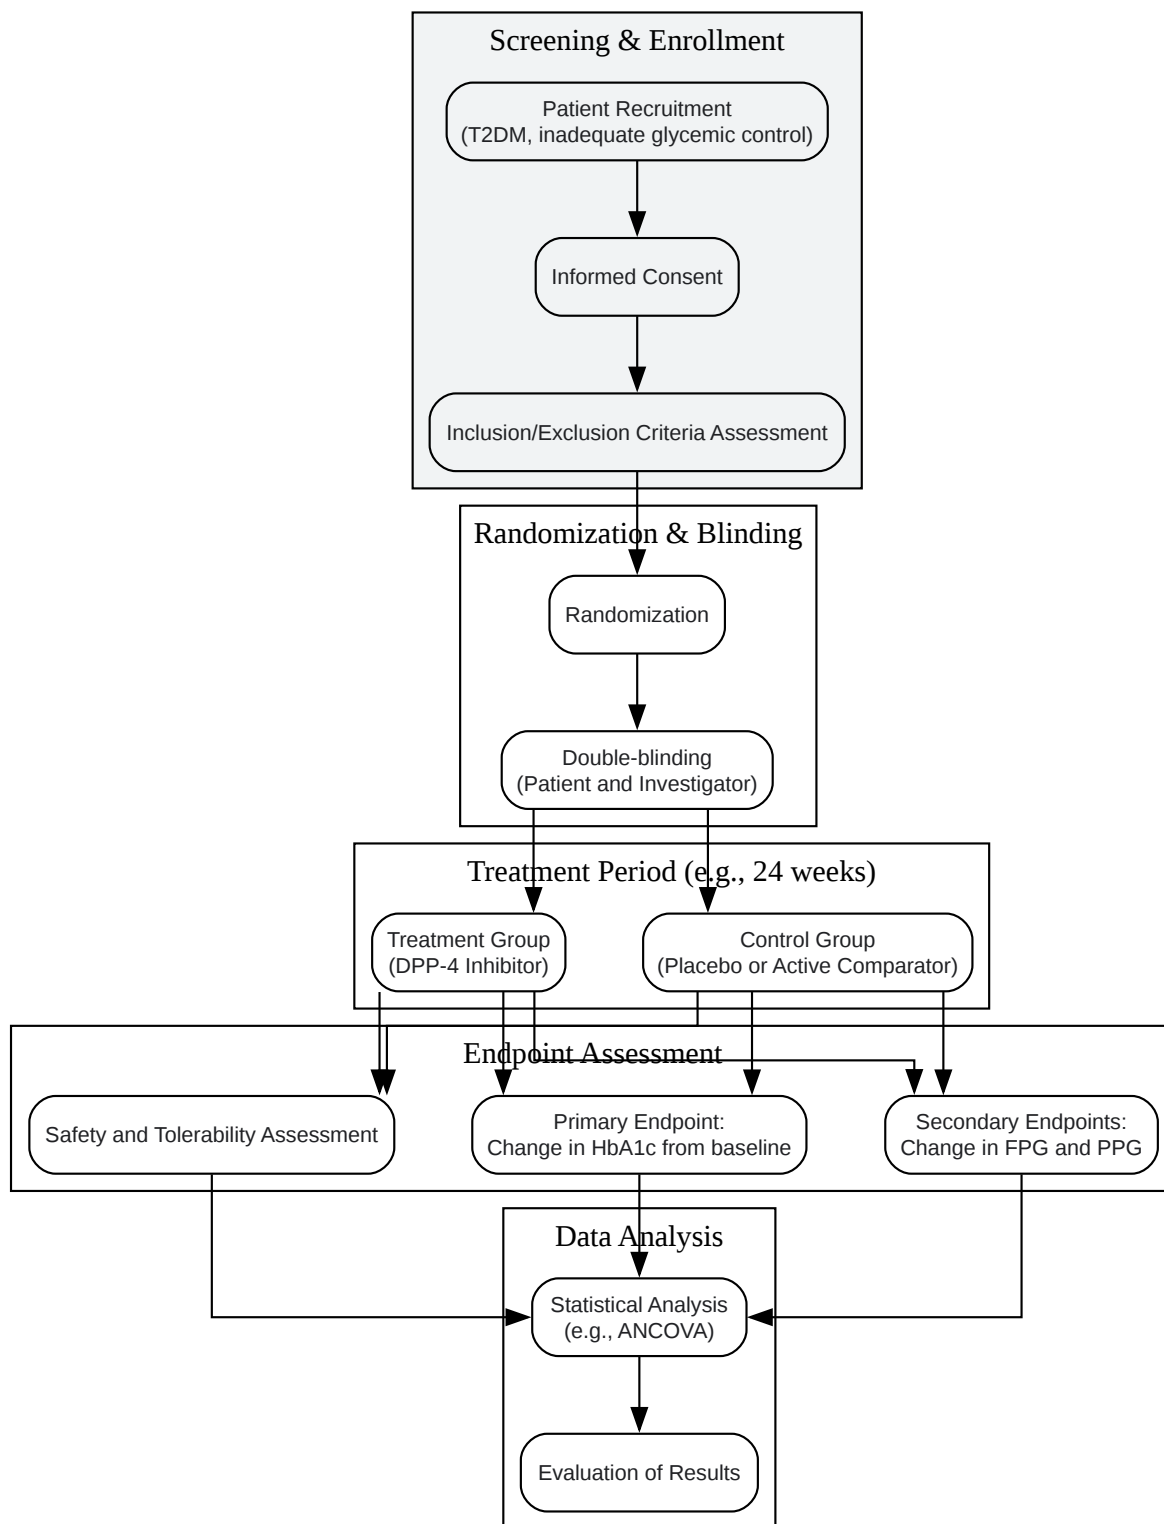 Screening & Enrollment
Patient Recruitment
(T2DM, inadequate glycemic control)
Informed Consent
Inclusion/Exclusion Criteria Assessment
Randomization & Blinding
Randomization
Double-blinding
(Patient and Investigator)
Treatment Period (e.g., 24 weeks)
Treatment Group
(DPP-4 Inhibitor)
Control Group
(Placebo or Active Comparator)
Endpoint Assessment
Safety and Tolerability Assessment
Primary Endpoint:
Change in HbA1c from baseline
Secondary Endpoints:
Change in FPG and PPG
Data Analysis
Statistical Analysis
(e.g., ANCOVA)
Evaluation of Results